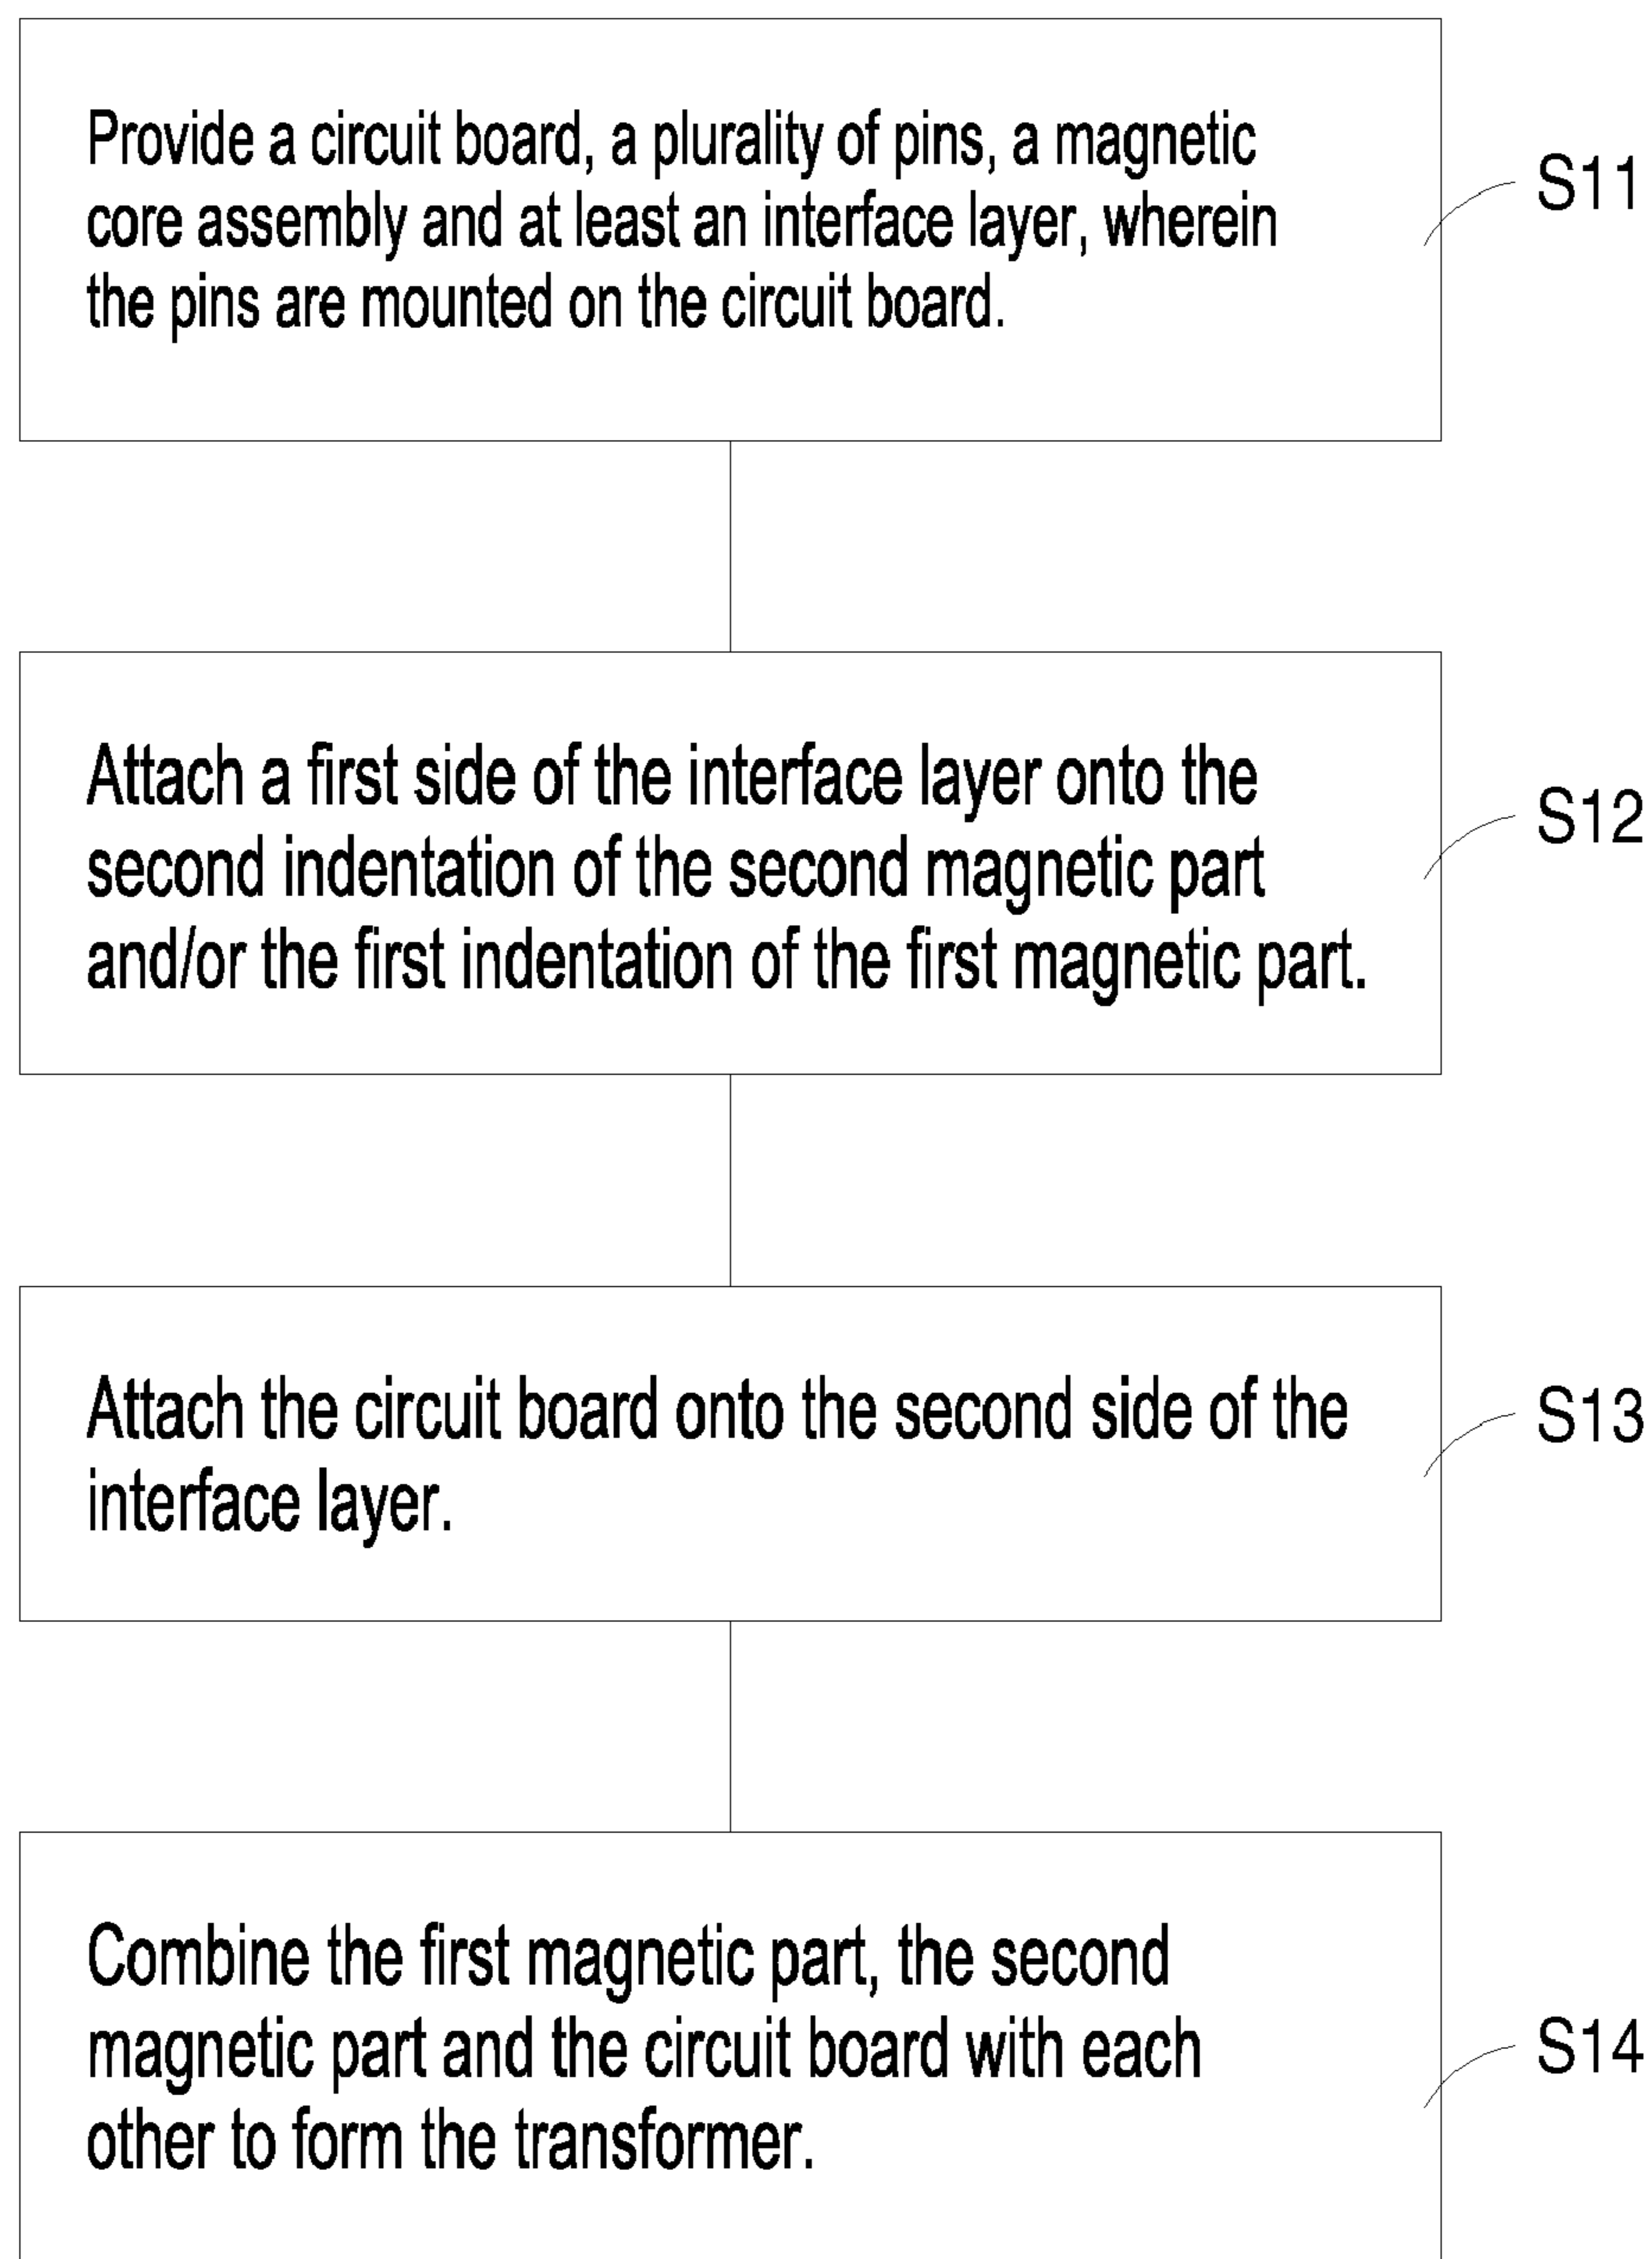 Provide a circuit board, a plurality of pins, a magnetic
core assembly and at least an interface layer, wherein
the pins are mounted on the circuit board.
S11
Attach a first side of the interface layer onto the
second indentation of the second magnetic part
and/or the first indentation of the first magnetic part.
S12
Attach the circuit board onto the second side of the
interface layer.
S13
Combine the first magnetic part, the second
magnetic part and the circuit board with each
other to form the transformer.
S14